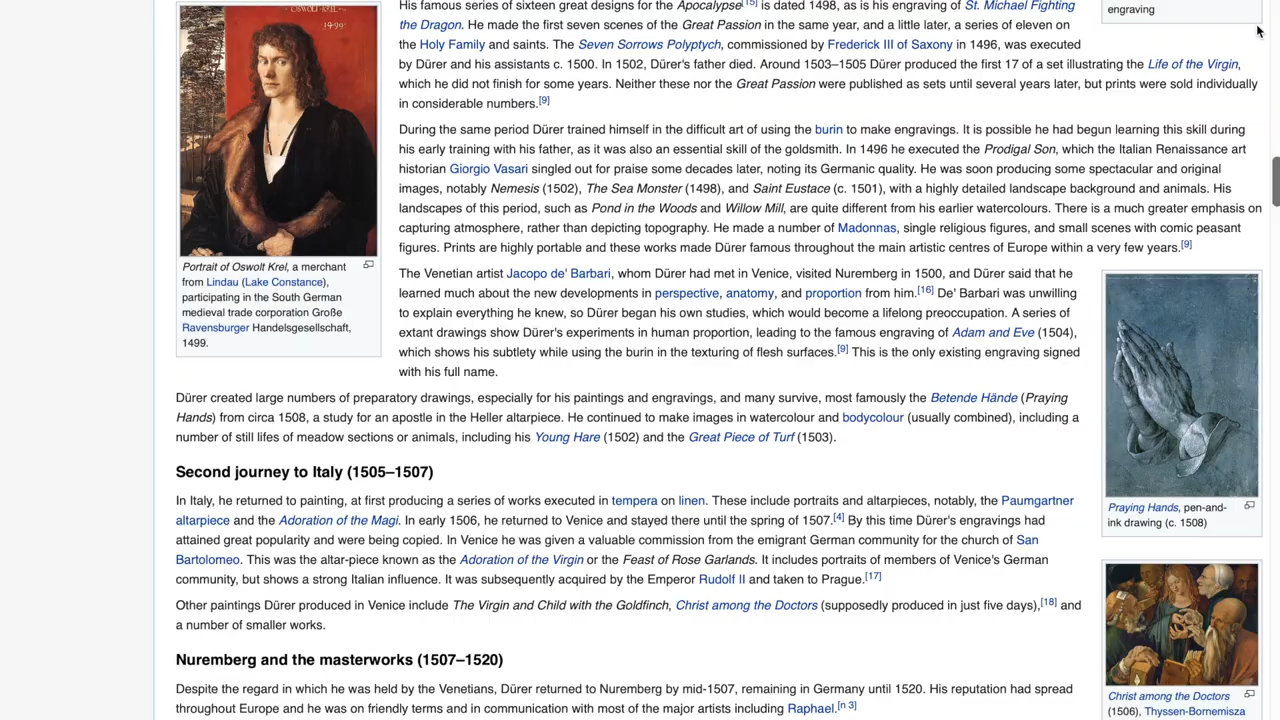 OSWOLT·KREL·
1499
engraving
His famous series of sixteen great designs for the Apocalypse[15] is dated 1498, as is his engraving of St. Michael Fighting
the Dragon. He made the first seven scenes of the Great Passion in the same year, and a little later, a series of eleven on
the Holy Family and saints. The Seven Sorrows Polyptych, commissioned by Frederick III of Saxony in 1496, was executed
by Dürer and his assistants c. 1500. In 1502, Dürer's father died. Around 1503–1505 Dürer produced the first 17 of a set illustrating the Life of the Virgin,
which he did not finish for some years. Neither these nor the Great Passion were published as sets until several years later, but prints were sold individually
in considerable numbers.[9]
During the same period Dürer trained himself in the difficult art of using the burin to make engravings. It is possible he had begun learning this skill during
his early training with his father, as it was also an essential skill of the goldsmith. In 1496 he executed the Prodigal Son, which the Italian Renaissance art
historian Giorgio Vasari singled out for praise some decades later, noting its Germanic quality. He was soon producing some spectacular and original
images, notably Nemesis (1502), The Sea Monster (1498), and Saint Eustace (c. 1501), with a highly detailed landscape background and animals. His
landscapes of this period, such as Pond in the Woods and Willow Mill, are quite different from his earlier watercolours. There is a much greater emphasis on
capturing atmosphere, rather than depicting topography. He made a number of Madonnas, single religious figures, and small scenes with comic peasant
figures. Prints are highly portable and these works made Dürer famous throughout the main artistic centres of Europe within a very few years.[9]
Portrait of Oswolt Krel, a merchant
from Lindau (Lake Constance),
participating in the South German
medieval trade corporation Große
Ravensburger Handelsgesellschaft,
1499.
The Venetian artist Jacopo de' Barbari, whom Dürer had met in Venice, visited Nuremberg in 1500, and Dürer said that he
learned much about the new developments in perspective, anatomy, and proportion from him.[16] De' Barbari was unwilling
to explain everything he knew, so Dürer began his own studies, which would become a lifelong preoccupation. A series of
extant drawings show Dürer's experiments in human proportion, leading to the famous engraving of Adam and Eve (1504),
which shows his subtlety while using the burin in the texturing of flesh surfaces.[9] This is the only existing engraving signed
with his full name.
Dürer created large numbers of preparatory drawings, especially for his paintings and engravings, and many survive, most famously the Betende Hände (Praying
Hands) from circa 1508, a study for an apostle in the Heller altarpiece. He continued to make images in watercolour and bodycolour (usually combined), including a
number of still lifes of meadow sections or animals, including his Young Hare (1502) and the Great Piece of Turf (1503).
Praying Hands, pen-and-
ink drawing (c. 1508)
Second journey to Italy (1505–1507)
In Italy, he returned to painting, at first producing a series of works executed in tempera on linen. These include portraits and altarpieces, notably, the Paumgartner
altarpiece and the Adoration of the Magi. In early 1506, he returned to Venice and stayed there until the spring of 1507.[4] By this time Dürer's engravings had
attained great popularity and were being copied. In Venice he was given a valuable commission from the emigrant German community for the church of San
Bartolomeo. This was the altar-piece known as the Adoration of the Virgin or the Feast of Rose Garlands. It includes portraits of members of Venice's German
community, but shows a strong Italian influence. It was subsequently acquired by the Emperor Rudolf II and taken to Prague.[17]
Other paintings Dürer produced in Venice include The Virgin and Child with the Goldfinch, Christ among the Doctors (supposedly produced in just five days),[18] and
a number of smaller works.
Nuremberg and the masterworks (1507–1520)
Despite the regard in which he was held by the Venetians, Dürer returned to Nuremberg by mid-1507, remaining in Germany until 1520. His reputation had spread
throughout Europe and he was on friendly terms and in communication with most of the major artists including Raphael.[n 3]
Christ among the Doctors
(1506), Thyssen-Bornemisza